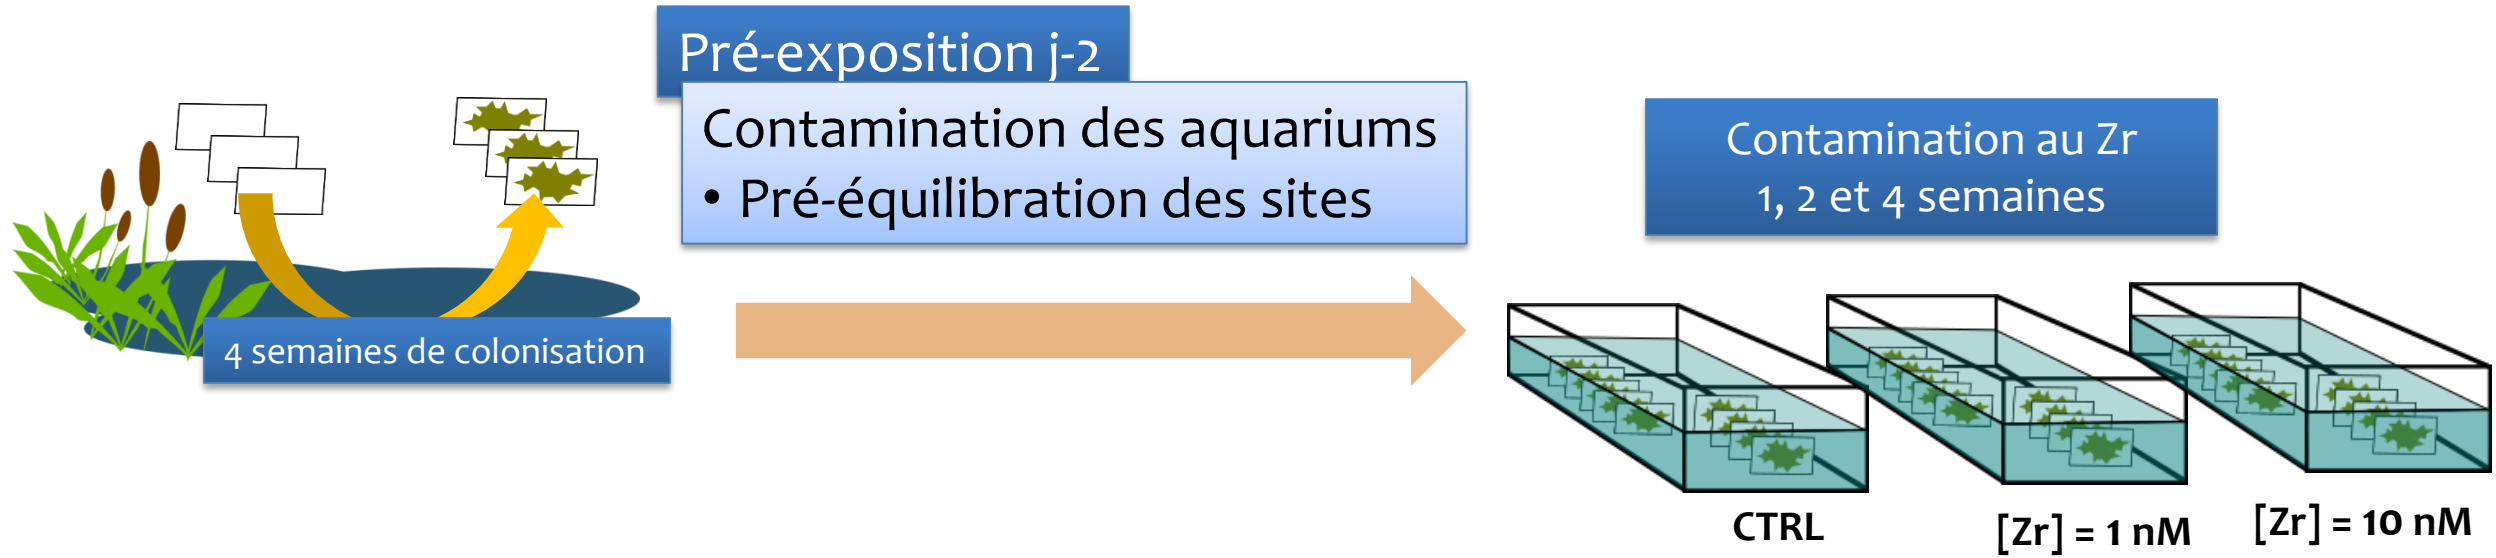 Pré-exposition j-2
Contamination des aquariums
• Pré-équilibration des sites
Contamination au Zr
1, 2 et 4 semaines
4 semaines de colonisation
CTRL
[Zr] = 1 nM
[Zr] = 10 nM